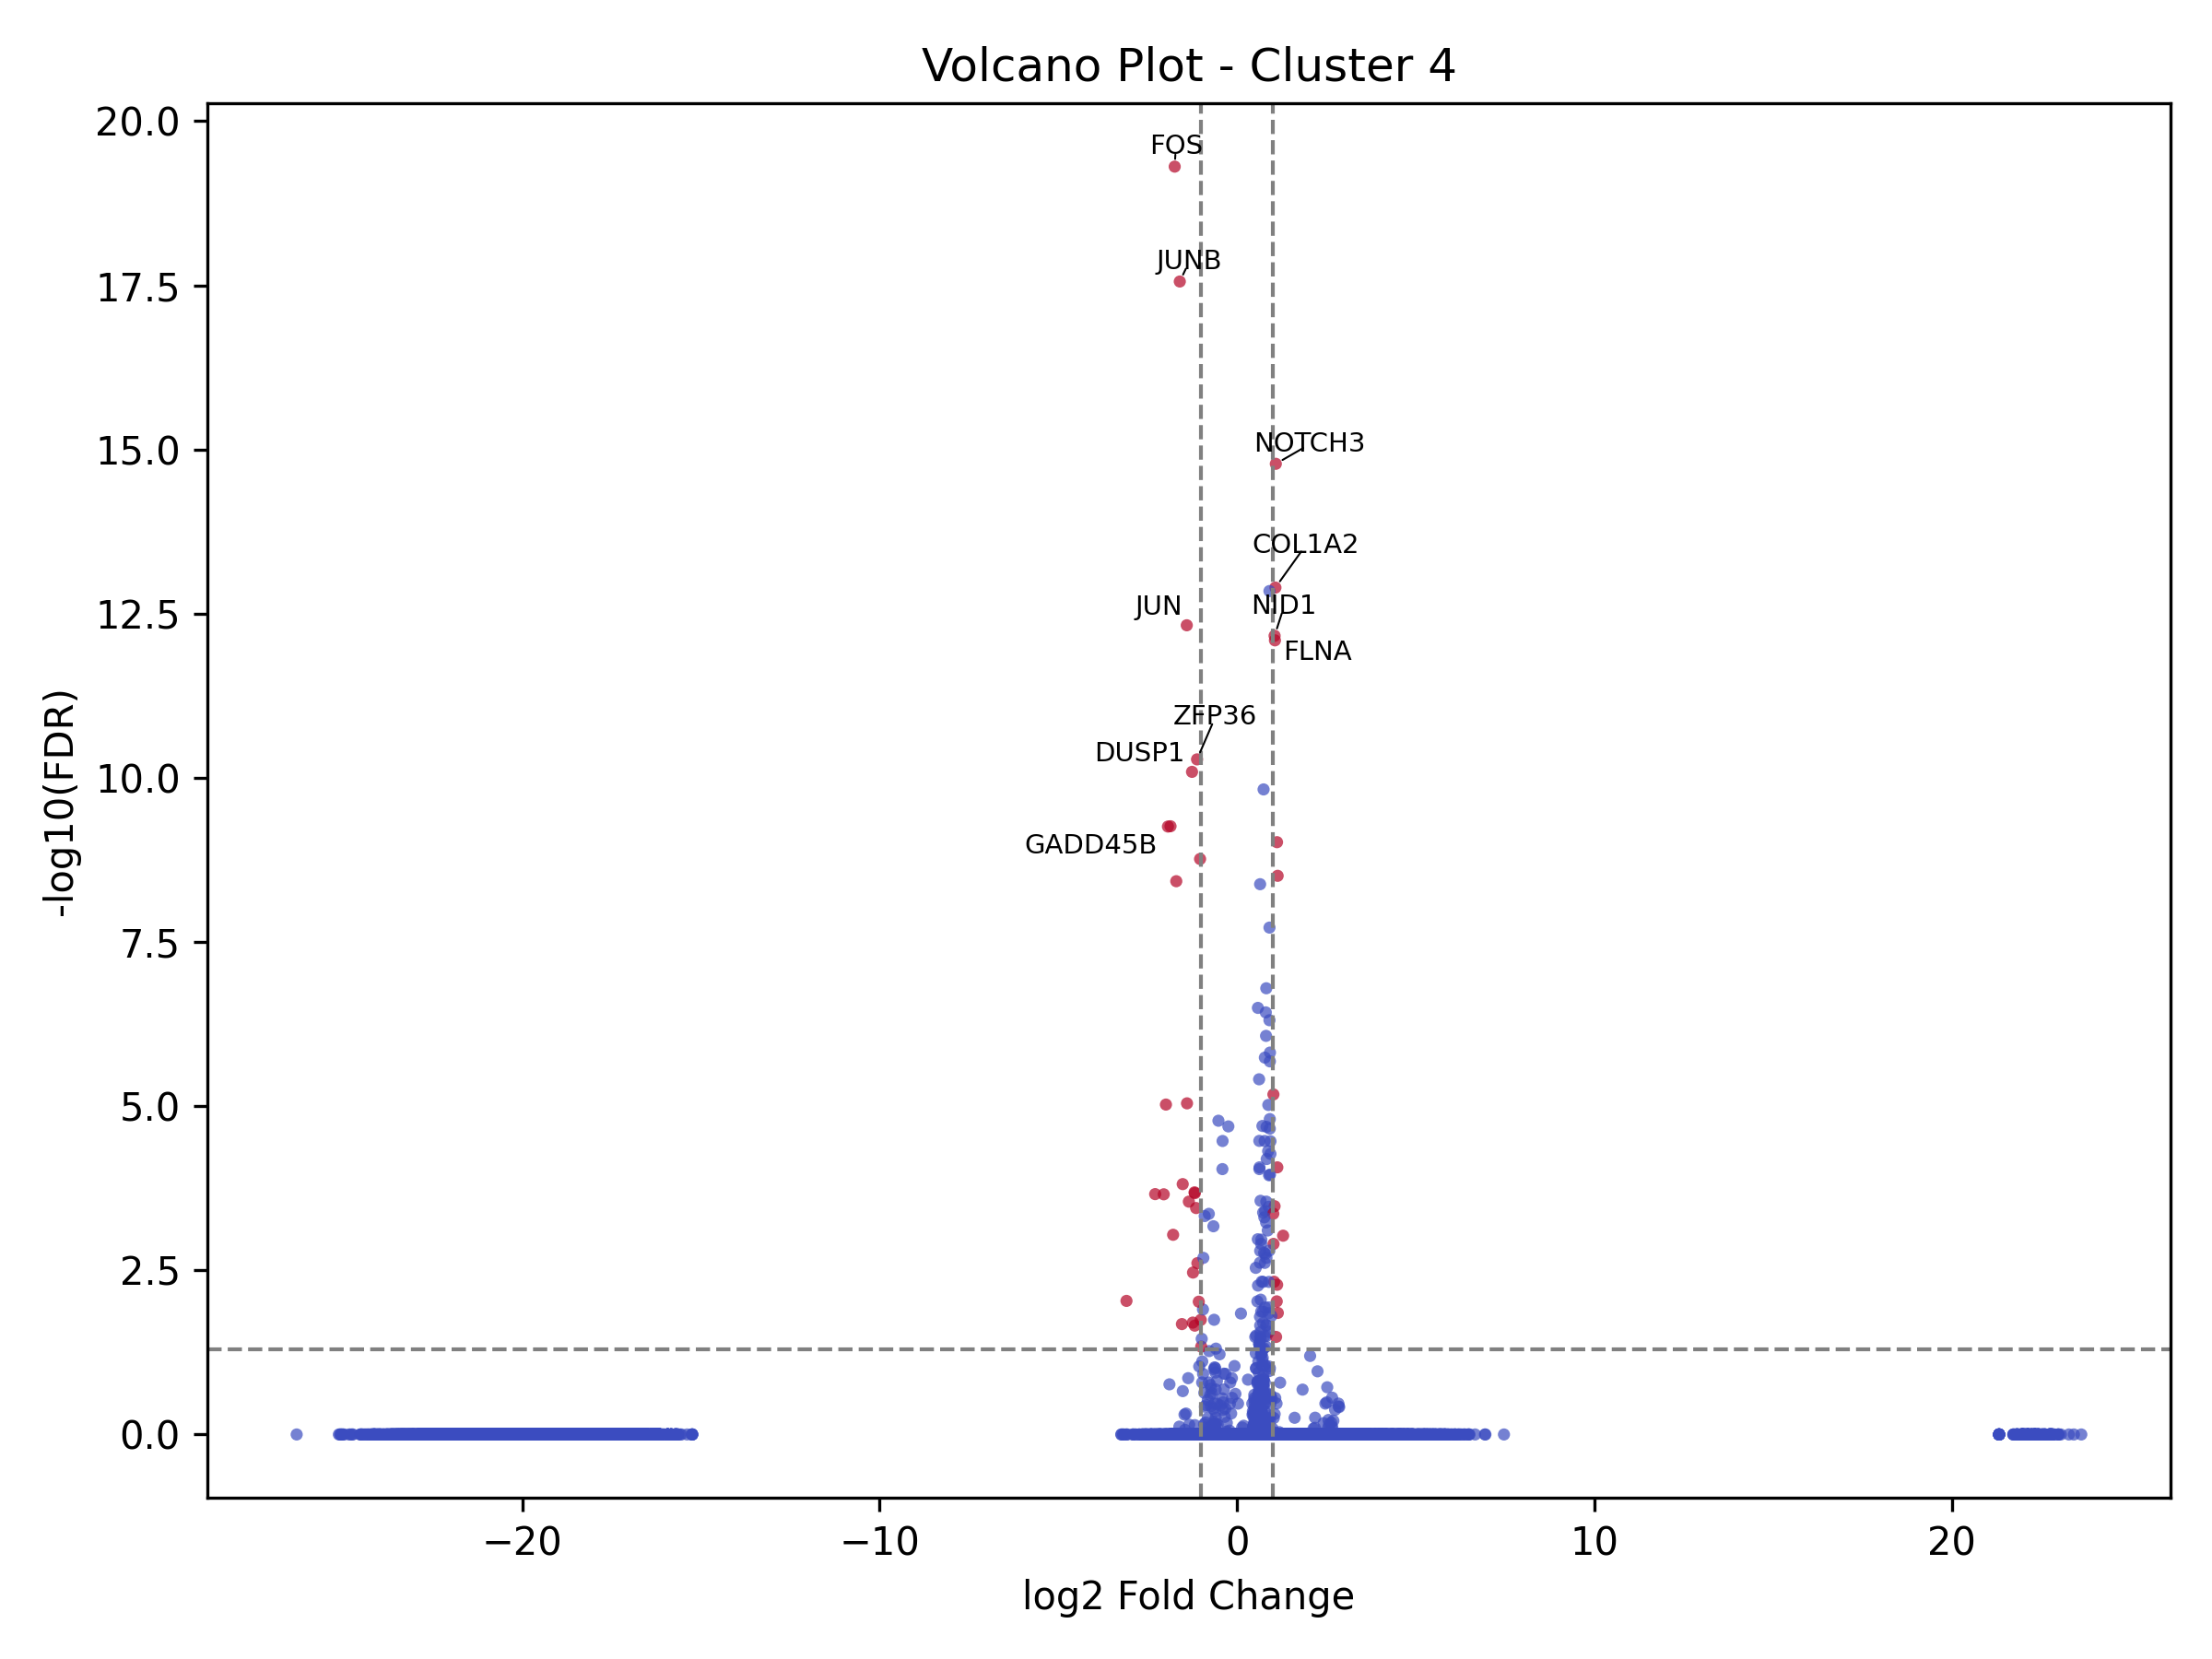 Volcano Plot - Cluster 4
-log10(FDR)
20.0
17.5
15.0
12.5
10.0
7.5
5.0
2.5
0.0
FOS
JUNB
NOTCH3
COL1A2
JUN
NID1
FLNA
ZFP36
DUSP1
GADD45B
−20
−10
0
10
20
log2 Fold Change